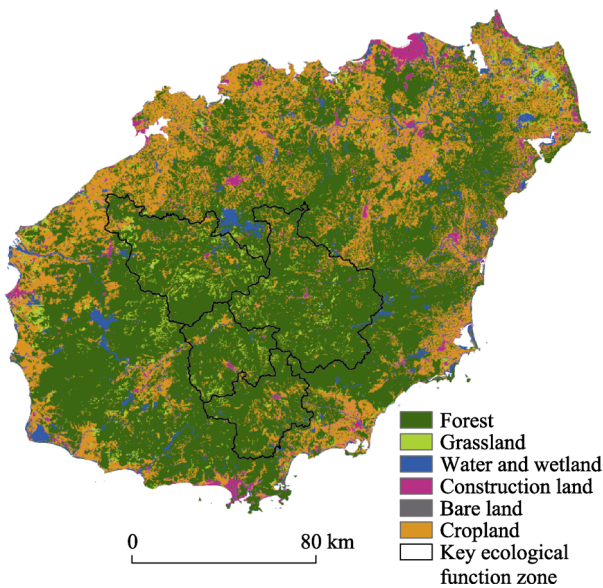 Forest
Grassland
Water and wetland
Construction land
Bare land
Cropland
Key ecological
function zone
0 80 km